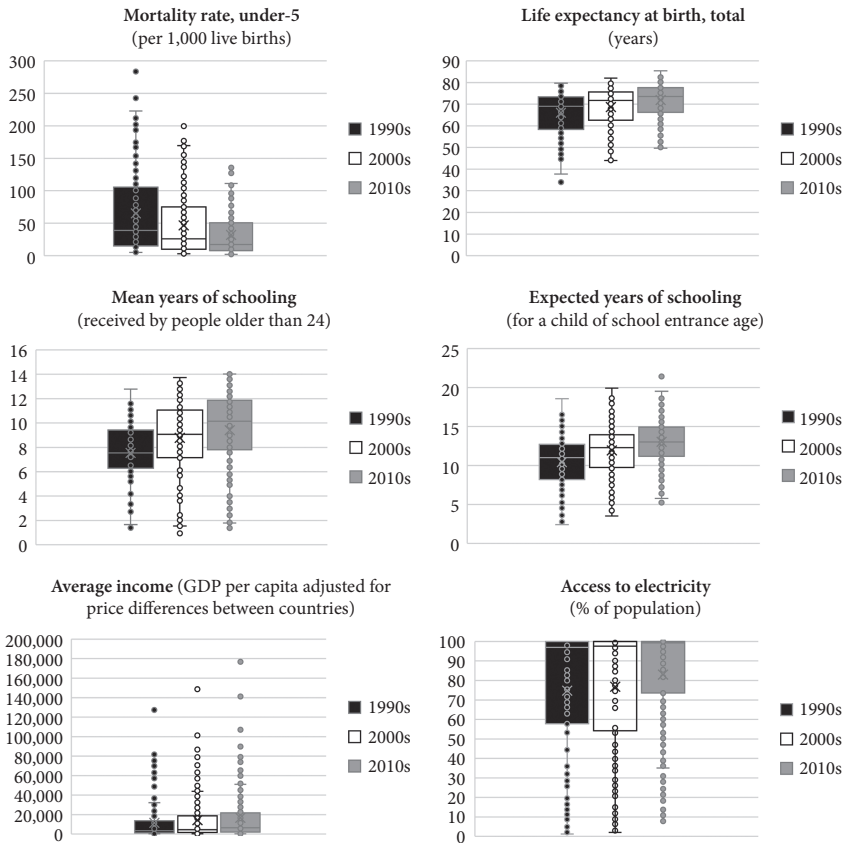 Mortality rate, under-5
(per 1,000 live births)
300
250
200
150
100
50
0
1990s
2000s
2010s
Life expectancy at birth, total
(years)
90
80
70
60
50
40
30
20
10
0
1990s
2000s
2010s
Mean years of schooling
(received by people older than 24)
16
14
12
10
8
6
4
2
0
1990s
2000s
2010s
Expected years of schooling
(for a child of school entrance age)
25
20
15
10
5
0
1990s
2000s
2010s
Average income (GDP per capita adjusted for
price differences between countries)
200,000
180,000
160,000
140,000
120,000
100,000
80,000
60,000
40,000
20,000
0
1990s
2000s
2010s
Access to electricity
(% of population)
100
90
80
70
60
50
40
30
20
10
0
1990s
2000s
2010s